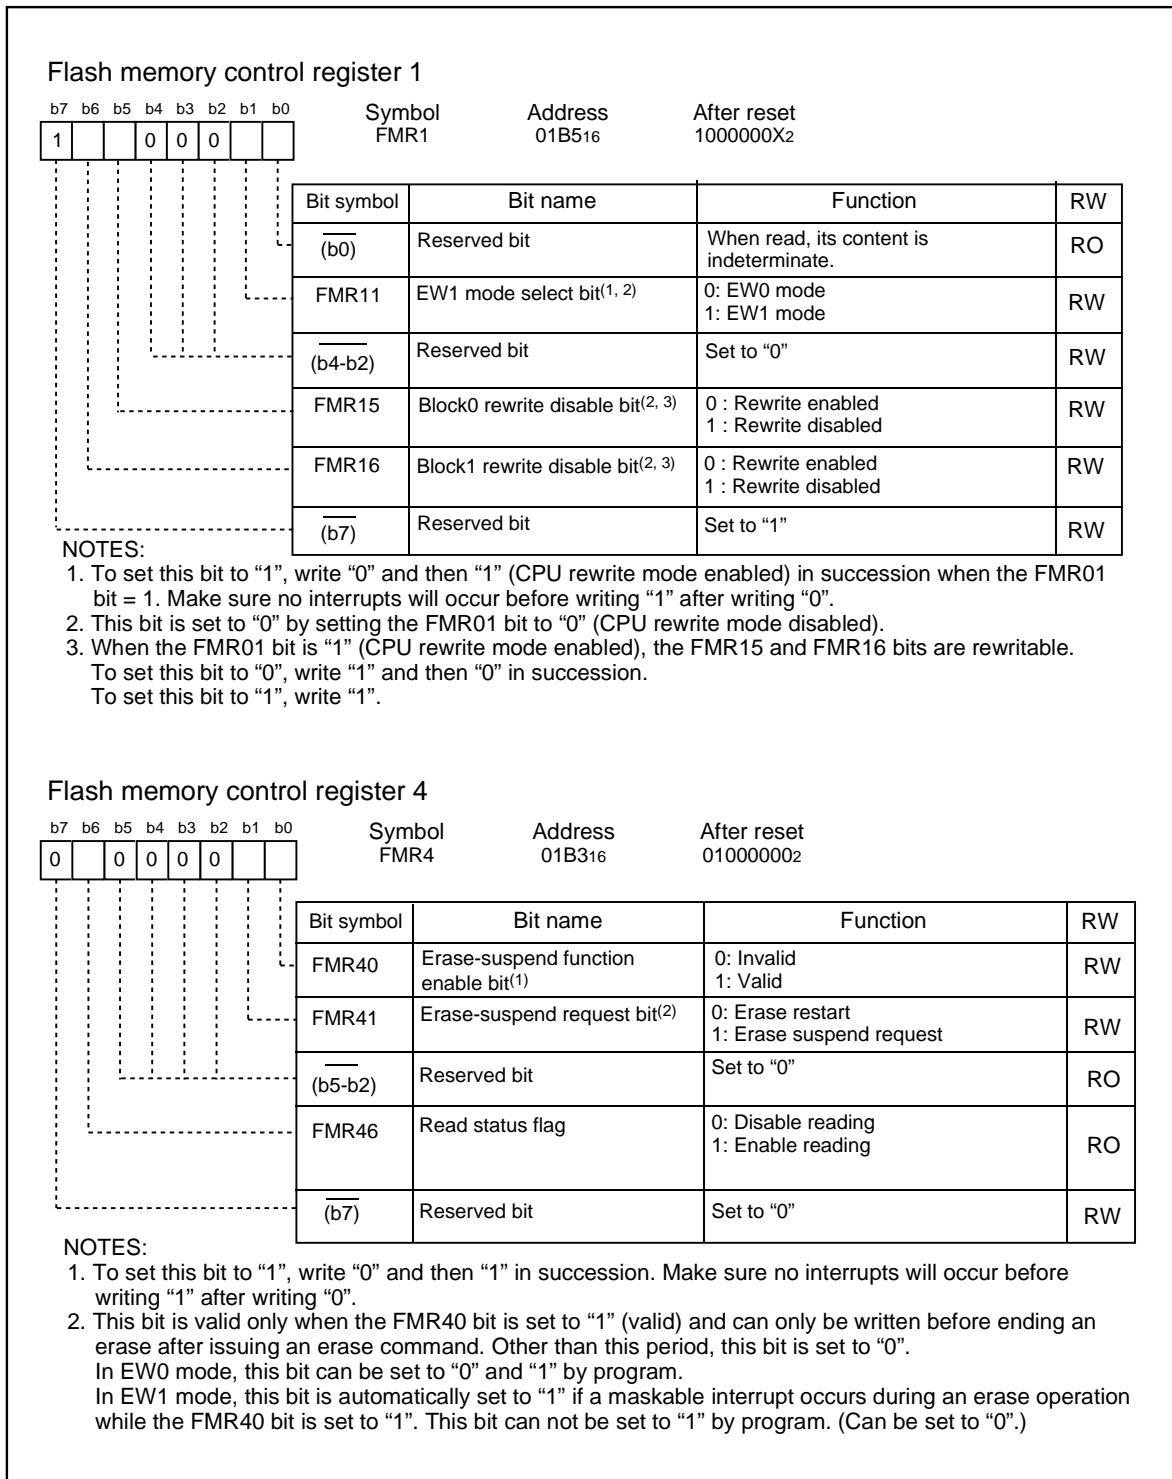 Flash memory control register 1
b7 b6 b5 b4 b3 b2 b1 b0 Symbol Address After reset
1 0 0 0 FMR1 01B516 1000000X2
Bit symbol Bit name Function RW
(b0) Reserved bit When read, its content is indeterminate. RO
FMR11 EW1 mode select bit(1, 2) 0: EW0 mode RW
1: EW1 mode
(b4-b2) Reserved bit Set to “0” RW
FMR15 Block0 rewrite disable bit(2, 3) 0 : Rewrite enabled RW
1 : Rewrite disabled
FMR16 Block1 rewrite disable bit(2, 3) 0 : Rewrite enabled RW
1 : Rewrite disabled
(b7) Reserved bit Set to “1” RW
NOTES:
1. To set this bit to “1”, write “0” and then “1” (CPU rewrite mode enabled) in succession when the FMR01
bit = 1. Make sure no interrupts will occur before writing “1” after writing “0”.
2. This bit is set to “0” by setting the FMR01 bit to “0” (CPU rewrite mode disabled).
3. When the FMR01 bit is “1” (CPU rewrite mode enabled), the FMR15 and FMR16 bits are rewritable.
To set this bit to “0”, write “1” and then “0” in succession.
To set this bit to “1”, write “1”.
Flash memory control register 4
b7 b6 b5 b4 b3 b2 b1 b0 Symbol Address After reset
0 0 0 0 0 FMR4 01B316 010000002
Bit symbol Bit name Function RW
FMR40 Erase-suspend function 0: Invalid RW
enable bit(1) 1: Valid
FMR41 Erase-suspend request bit(2) 0: Erase restart RW
1: Erase suspend request
(b5-b2) Reserved bit Set to “0” RO
FMR46 Read status flag 0: Disable reading RO
1: Enable reading
(b7) Reserved bit Set to “0” RW
NOTES:
1. To set this bit to “1”, write “0” and then “1” in succession. Make sure no interrupts will occur before
writing “1” after writing “0”.
2. This bit is valid only when the FMR40 bit is set to “1” (valid) and can only be written before ending an
erase after issuing an erase command. Other than this period, this bit is set to “0”.
In EW0 mode, this bit can be set to “0” and “1” by program.
In EW1 mode, this bit is automatically set to “1” if a maskable interrupt occurs during an erase operation
while the FMR40 bit is set to “1”. This bit can not be set to “1” by program. (Can be set to “0”.)